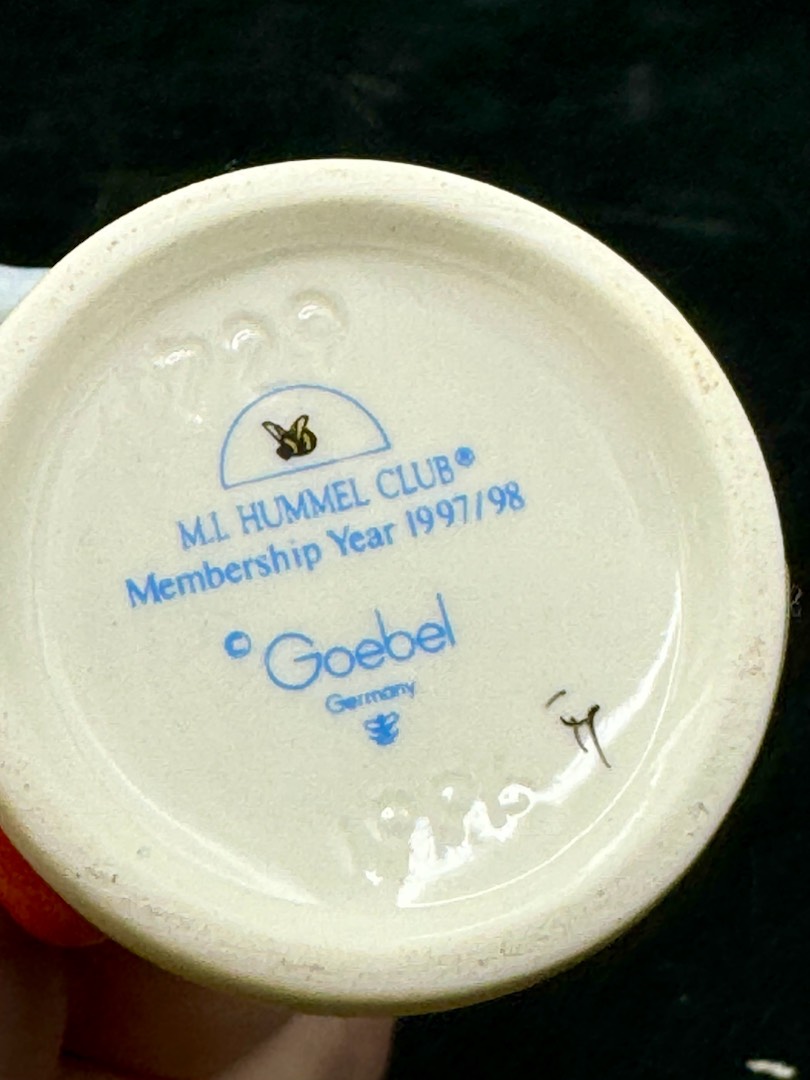 M.I. HUMMEL CLUB®
Membership Year 1997/98
© Goebel
Germany